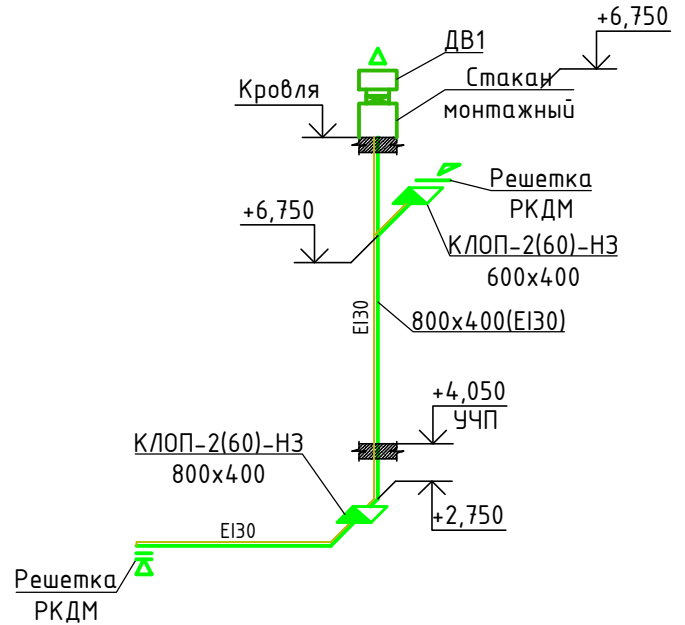 +6,750
ДВ1
Стакан
монтажный
Кровля
Решетка
РКДМ
+6,750
КЛОП-2(60)-НЗ
600х400
EI30
800х400(EI30)
+4,050
УЧП
КЛОП-2(60)-НЗ
800х400
+2,750
EI30
Решетка
РКДМ